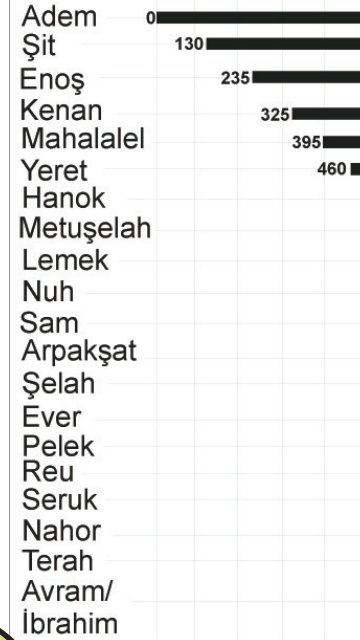 Adem 0
Şit 130
Enoş 235
Kenan 325
Mahalalel 395
Yeret 460
Hanok
Metuşelah
Lemek
Nuh
Sam
Arpakşat
Şelah
Ever
Pelek
Reu
Seruk
Nahor
Terah
Avram/
İbrahim